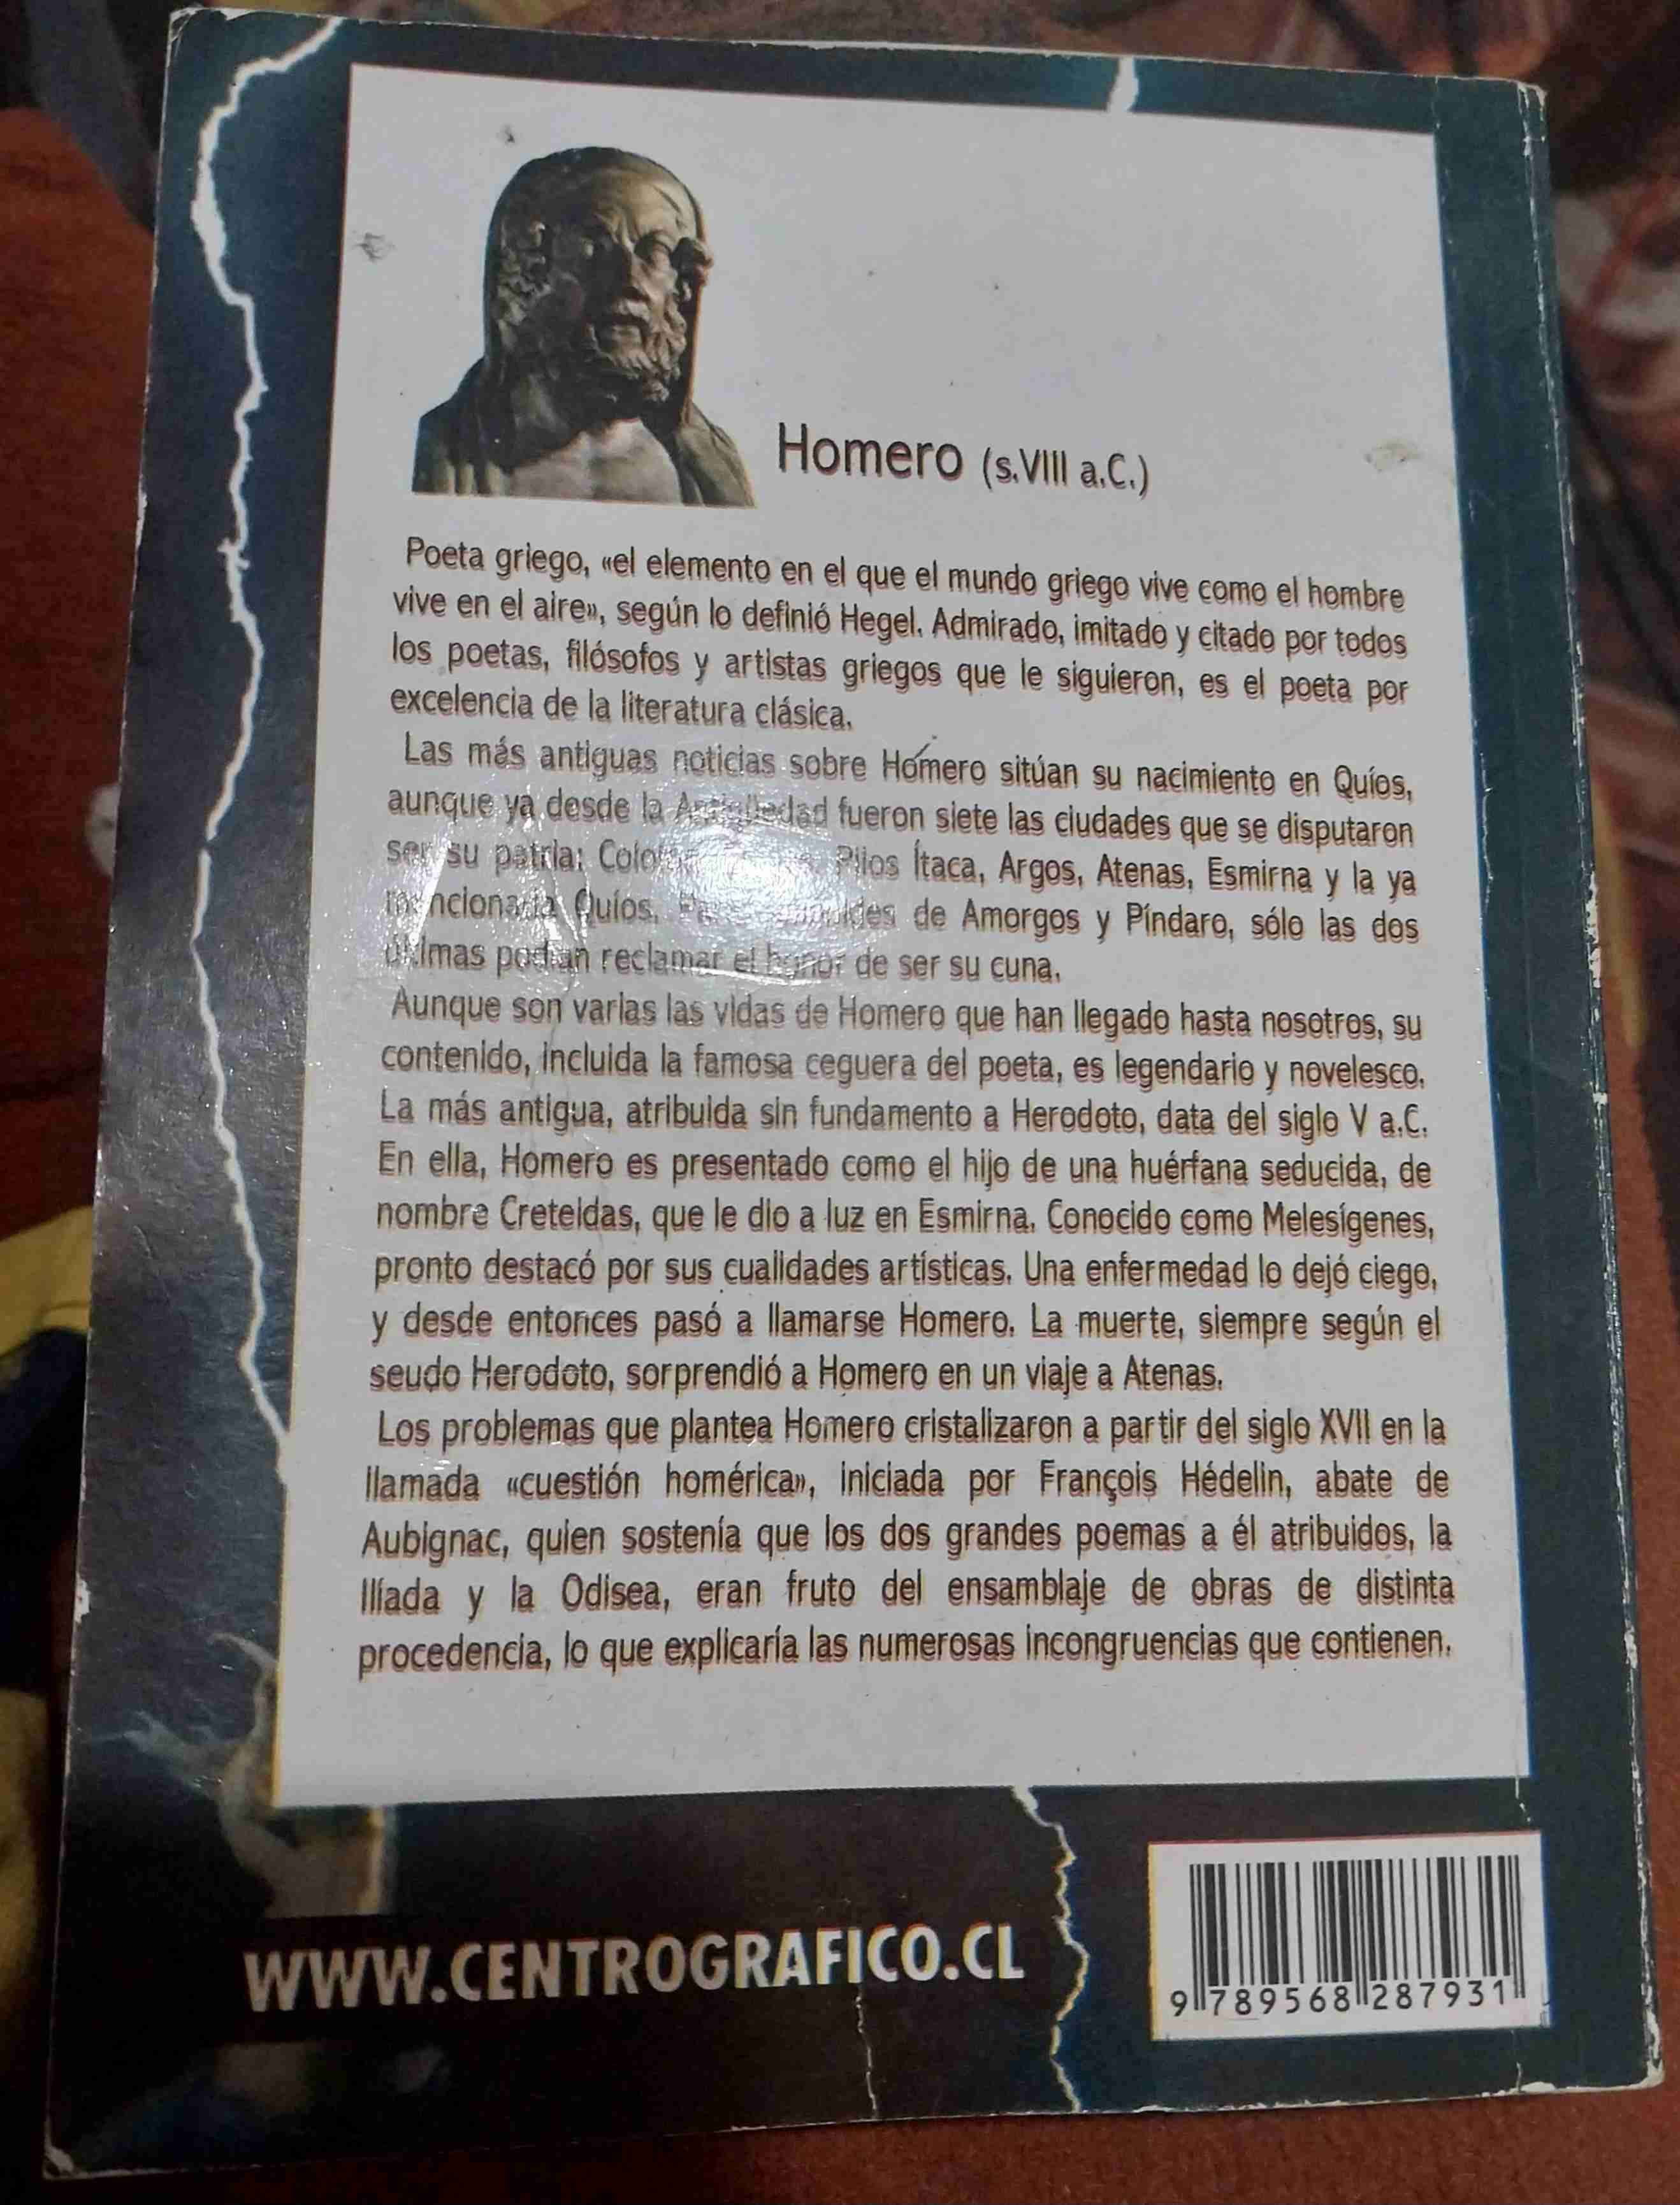 Homero (s.VIII a.C.)
Poeta griego, «el elemento en el que el mundo griego vive como el hombre
vive en el aire», según lo definió Hegel. Admirado, imitado y citado por todos
los poetas, filósofos y artistas griegos que le siguieron, es el poeta por
excelencia de la literatura clásica.
Las más antiguas noticias sobre Homero sitúan su nacimiento en Quíos,
aunque ya desde la Antigüedad fueron siete las ciudades que se disputaron
ser su patria: Pilos Ítaca, Argos, Atenas, Esmirna y la ya
mencionada Quíos. de Amorgos y Píndaro, sólo las dos
últimas podían reclamar el honor de ser su cuna.
Aunque son varias las vidas de Homero que han llegado hasta nosotros, su
contenido, incluida la famosa ceguera del poeta, es legendario y novelesco.
La más antigua, atribuida sin fundamento a Herodoto, data del siglo V a.C.
En ella, Homero es presentado como el hijo de una huérfana seducida, de
nombre Creteidas, que le dio a luz en Esmirna. Conocido como Melesígenes,
pronto destacó por sus cualidades artísticas. Una enfermedad lo dejó ciego,
y desde entonces pasó a llamarse Homero. La muerte, siempre según el
seudo Herodoto, sorprendió a Homero en un viaje a Atenas.
Los problemas que plantea Homero cristalizaron a partir del siglo XVII en la
llamada «cuestión homérica», iniciada por François Hédelin, abate de
Aubignac, quien sostenía que los dos grandes poemas a él atribuidos, la
Ilíada y la Odisea, eran fruto del ensamblaje de obras de distinta
procedencia, lo que explicaría las numerosas incongruencias que contienen.
WWW.CENTROGRAFICO.CL
9 789568 287931